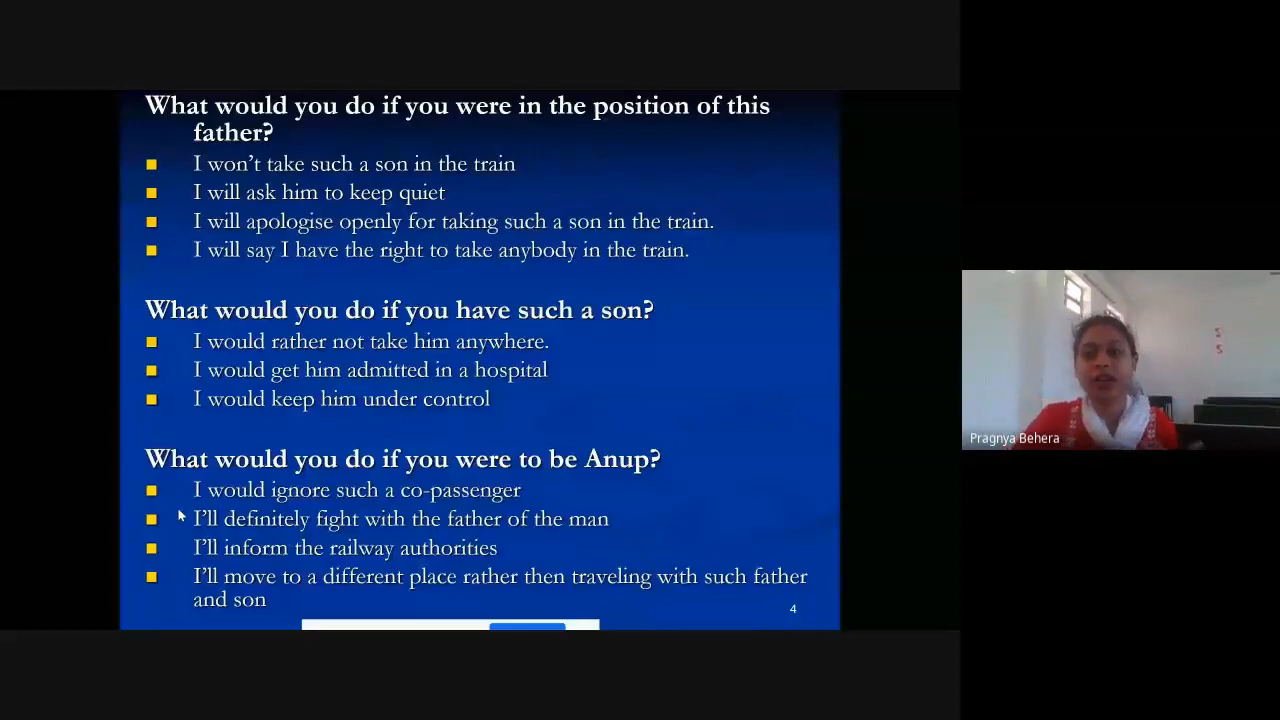 What would you do if you were in the position of this
father?
I won't take such a son in the train
I will ask him to keep quiet
I will apologise openly for taking such a son in the train.
I will say I have the right to take anybody in the train.
What would you do if you have such a son?
I would rather not take him anywhere.
I would get him admitted in a hospital
I would keep him under control
What would you do if you were to be Anup?
I would ignore such a co-passenger
I'll definitely fight with the father of the man
I'll inform the railway authorities
I'll move to a different place rather then traveling with such father
and son
4
Pragnya Behera